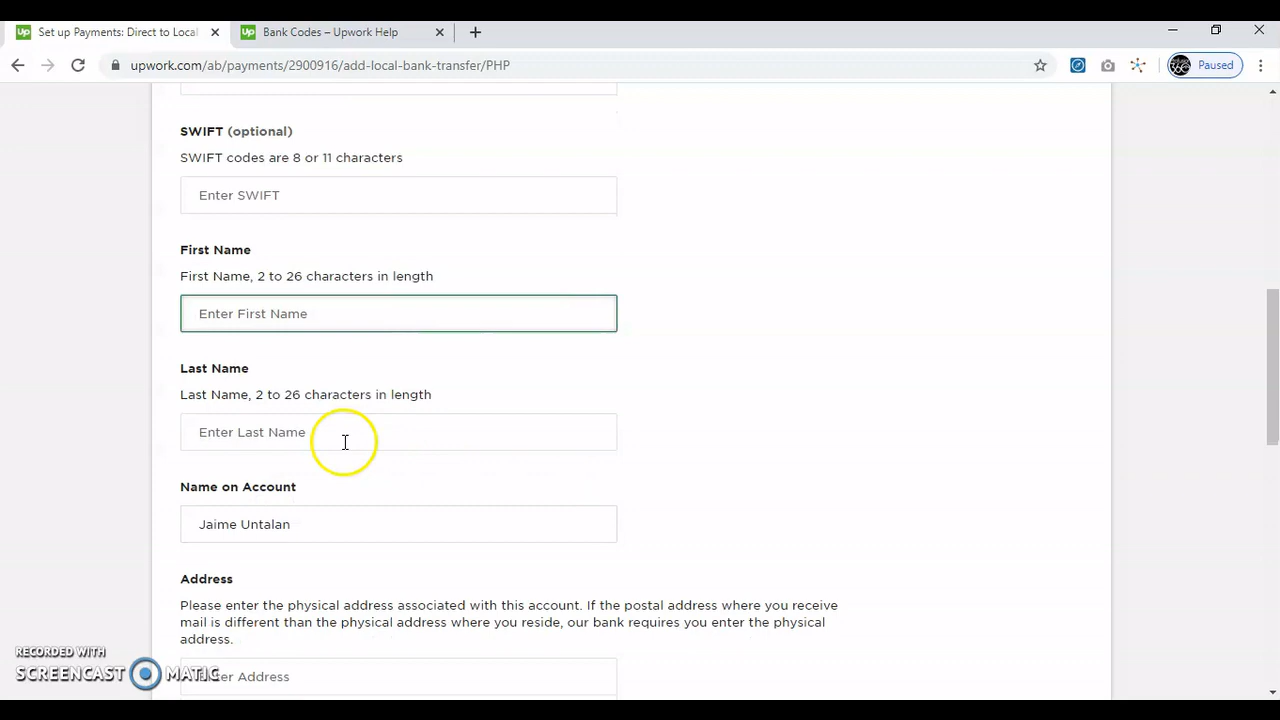 Set up Payments: Direct to Local
Bank Codes – Upwork Help
upwork.com/ab/payments/2900916/add-local-bank-transfer/PHP
Paused
SWIFT (optional)
SWIFT codes are 8 or 11 characters
Enter SWIFT
First Name
First Name, 2 to 26 characters in length
Enter First Name
Last Name
Last Name, 2 to 26 characters in length
Enter Last Name
Name on Account
Jaime Untalan
Address
Please enter the physical address associated with this account. If the postal address where you receive
mail is different than the physical address where you reside, our bank requires you enter the physical
address.
Enter Address
RECORDED WITH
SCREENCAST MATIC